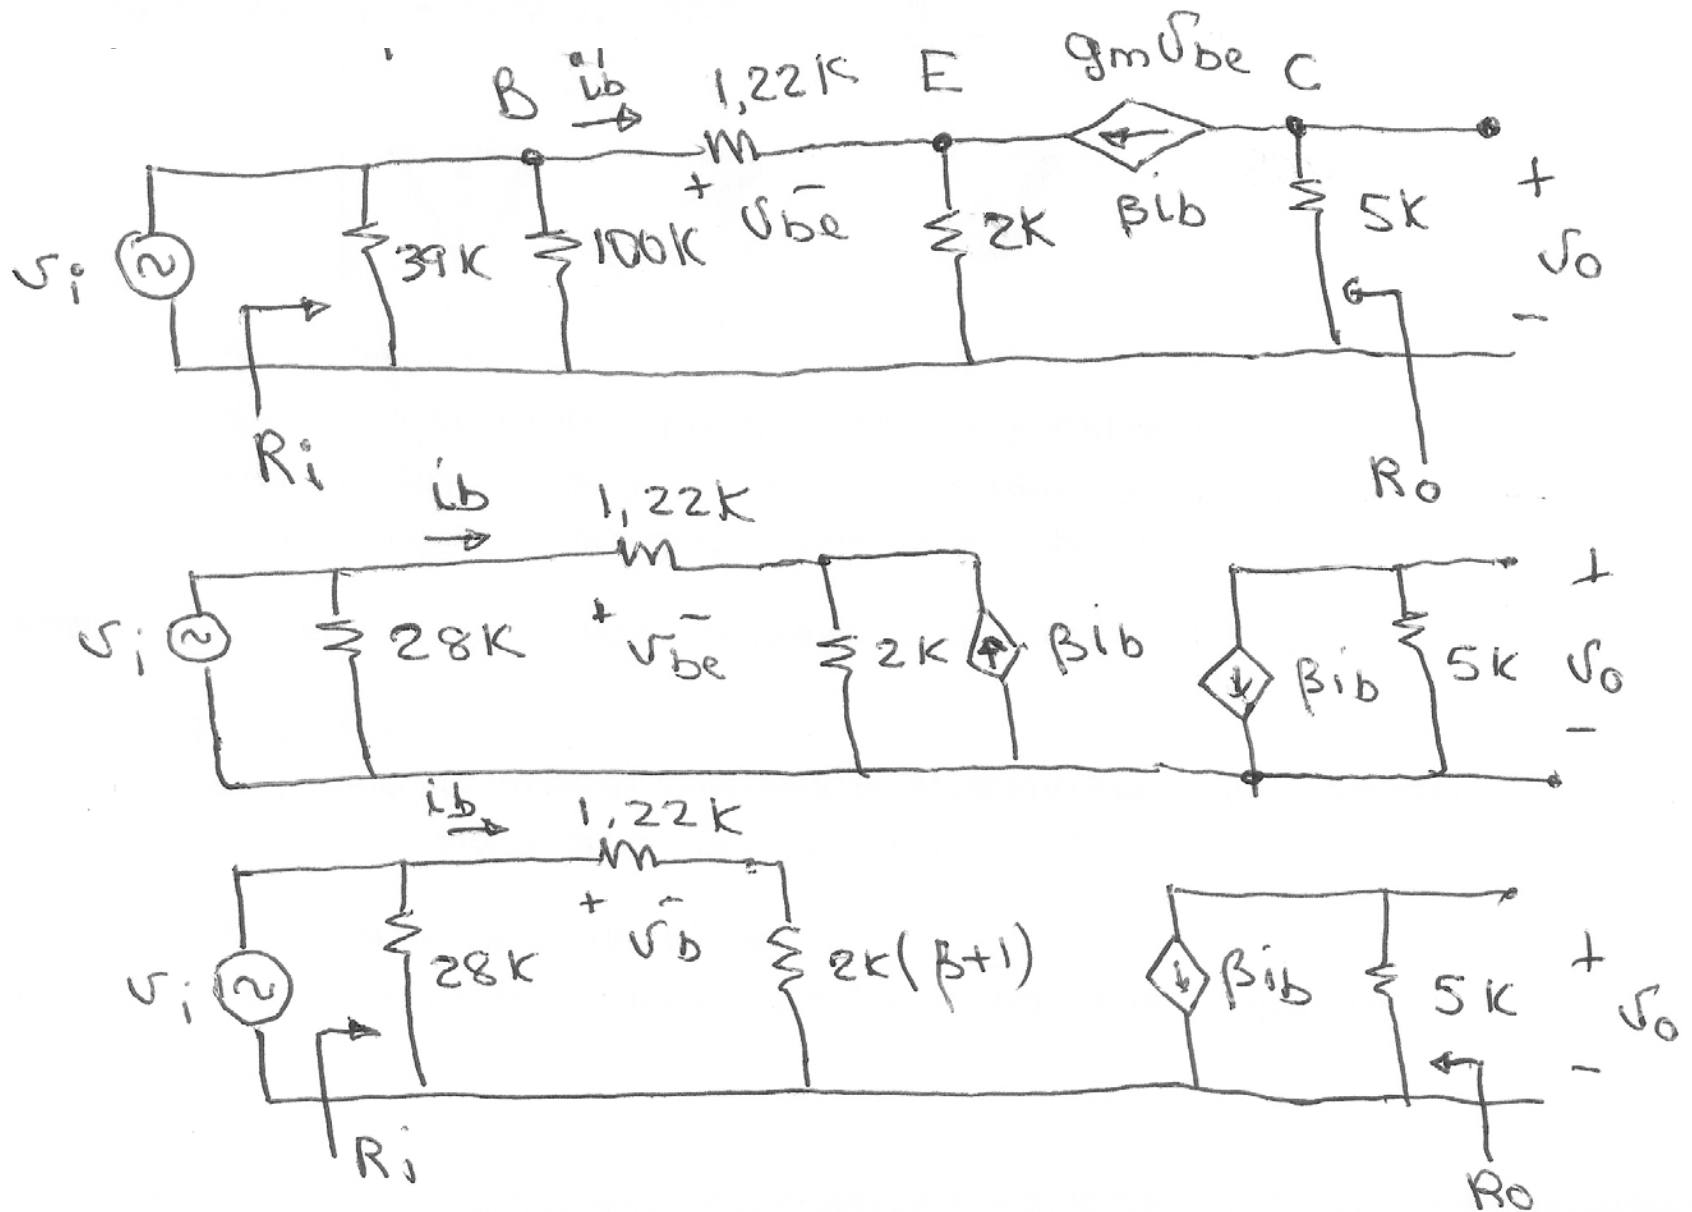 B ib 1,22K E gmVbe C
+ Vbe - βib
Vi 39K 100K 2K 5K + Vo -
Ri Ro
ib 1,22K
Vi 28K + Vbe - 2K βib βib 5K + Vo -
ib 1,22K
Vi 28K + Vb - 2K(β+1) βib 5K + Vo -
Ri Ro